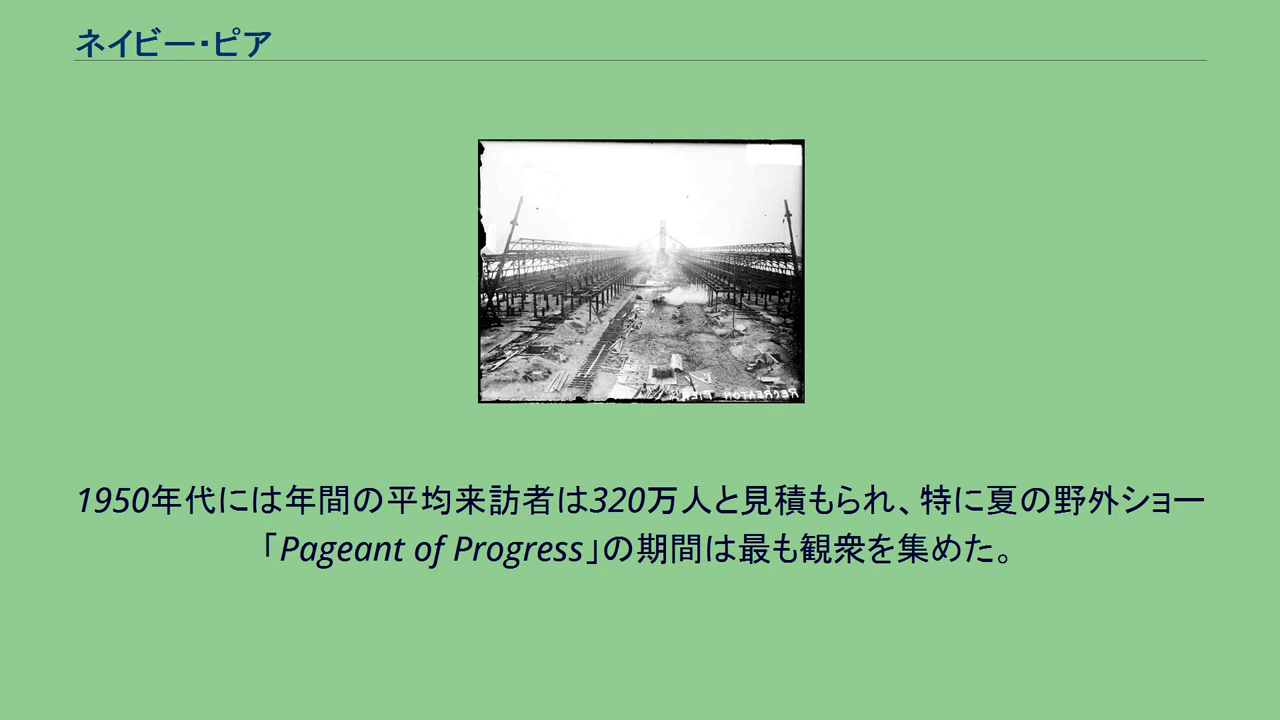 ネイビー・ピア
RECREATON PIER
1950年代には年間の平均来訪者は320万人と見積もられ、特に夏の野外ショー
「Pageant of Progress」の期間は最も観衆を集めた。